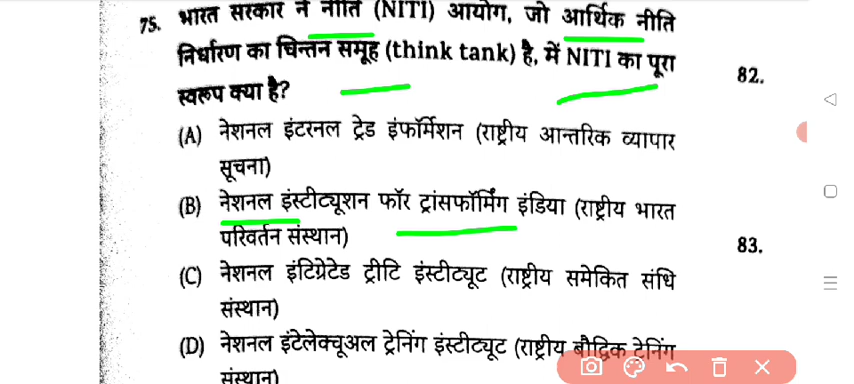 75. भारत सरकार ने नीति (NITI) आयोग, जो आर्थिक नीति
निर्धारण का चिन्तन समूह (think tank) है, में NITI का पूरा
स्वरूप क्या है?
(A) नेशनल इंटरनल ट्रेड इंफॉर्मेशन (राष्ट्रीय आन्तरिक व्यापार
सूचना)
(B) नेशनल इंस्टीट्यूशन फॉर ट्रांसफॉर्मिंग इंडिया (राष्ट्रीय भारत
परिवर्तन संस्थान)
(C) नेशनल इंटिग्रेटेड ट्रीटि इंस्टीट्यूट (राष्ट्रीय समेकित संधि
संस्थान)
(D) नेशनल इंटेलेक्चूअल ट्रेनिंग इंस्टीट्यूट (राष्ट्रीय बौद्धिक ट्रेनिंग
संस्थान)
82.
83.